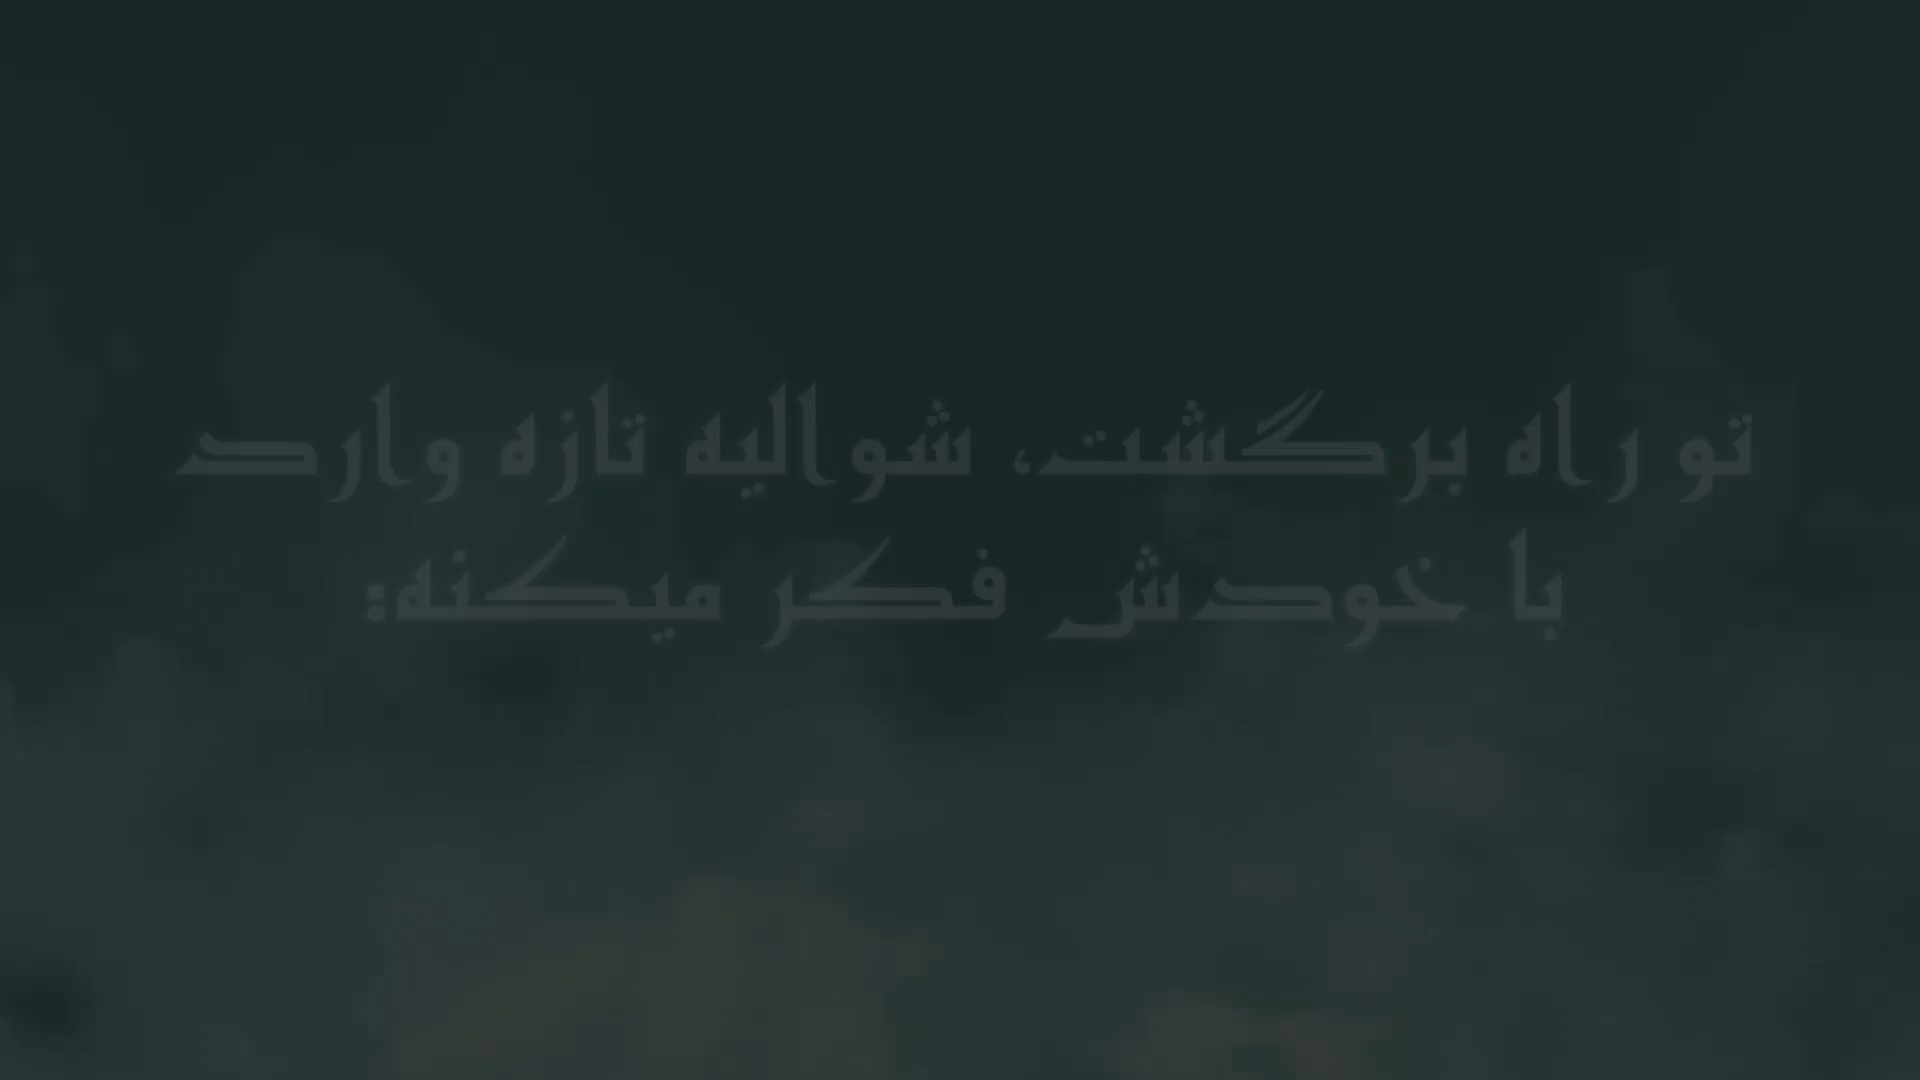 تو راه برگشت، شوالیه تازه وارد
با خودش فکر میکنه: